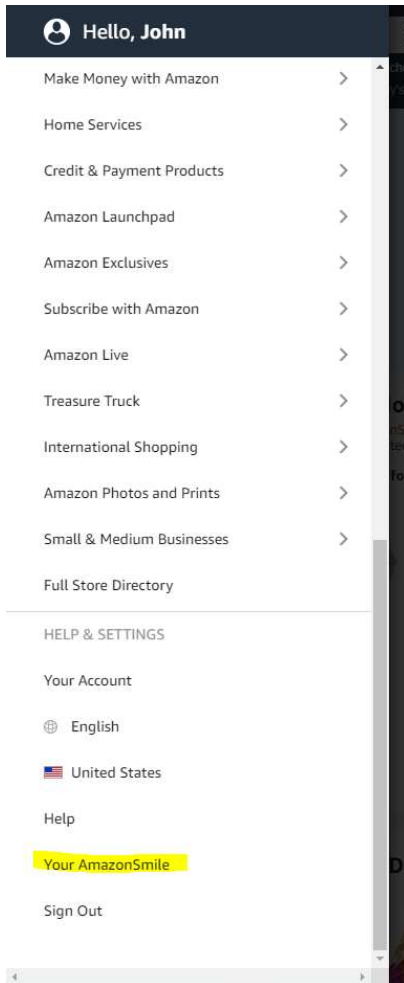 Hello, John
Make Money with Amazon
Home Services
Credit & Payment Products
Amazon Launchpad
Amazon Exclusives
Subscribe with Amazon
Amazon Live
Treasure Truck
International Shopping
Amazon Photos and Prints
Small & Medium Businesses
Full Store Directory
HELP & SETTINGS
Your Account
English
United States
Help
Your AmazonSmile
Sign Out